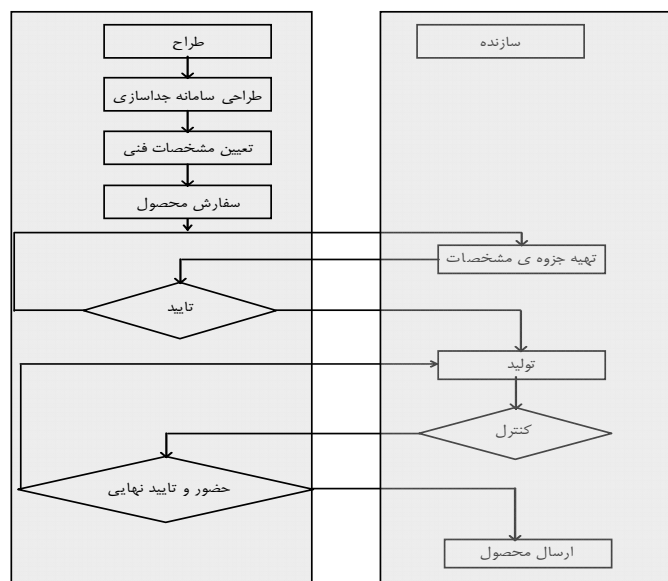 طراح
سازنده
طراحی سامانه جداسازی
تعیین مشخصات فنی
سفارش محصول
تهیه جزوه ی مشخصات
تایید
تولید
کنترل
حضور و تایید نهایی
ارسال محصول